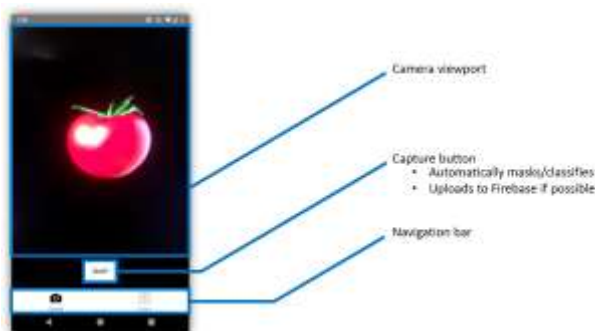 Camera viewport
Capture button
• Automatically masks/classifies
• Uploads to Firebase if possible
Navigation bar